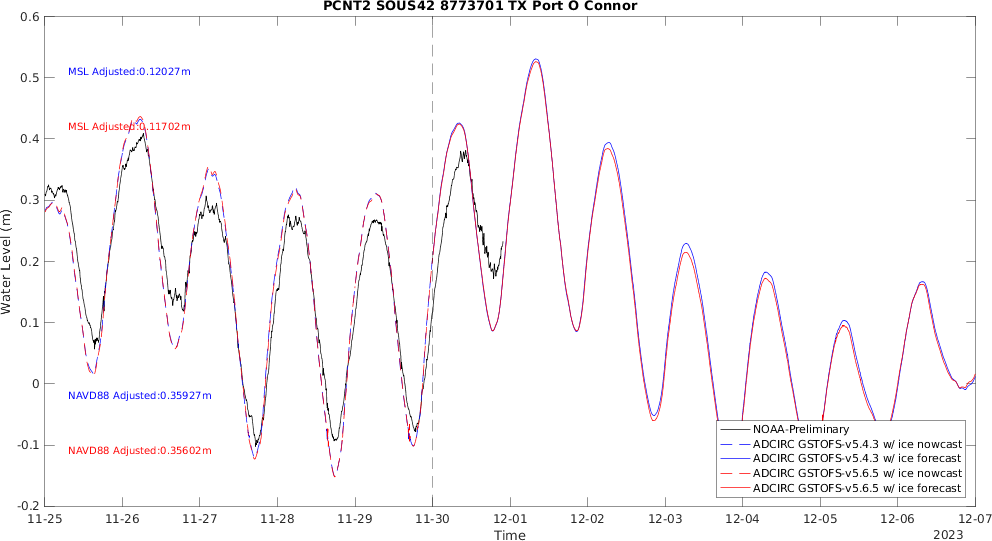 PCNT2 SOUS42 8773701 TX Port O Connor
0.6
0.5
0.4
0.3
0.2
0.1
0
-0.1
-0.2
Water Level (m)
MSL Adjusted:0.12027m
MSL Adjusted:0.11702m
NAVD88 Adjusted:0.35927m
NAVD88 Adjusted:0.35602m
NOAA-Preliminary
ADCIRC GSTOFS-v5.4.3 w/ ice nowcast
ADCIRC GSTOFS-v5.4.3 w/ ice forecast
ADCIRC GSTOFS-v5.6.5 w/ ice nowcast
ADCIRC GSTOFS-v5.6.5 w/ ice forecast
11-25 11-26 11-27 11-28 11-29 11-30 12-01 12-02 12-03 12-04 12-05 12-06 12-07
Time
2023